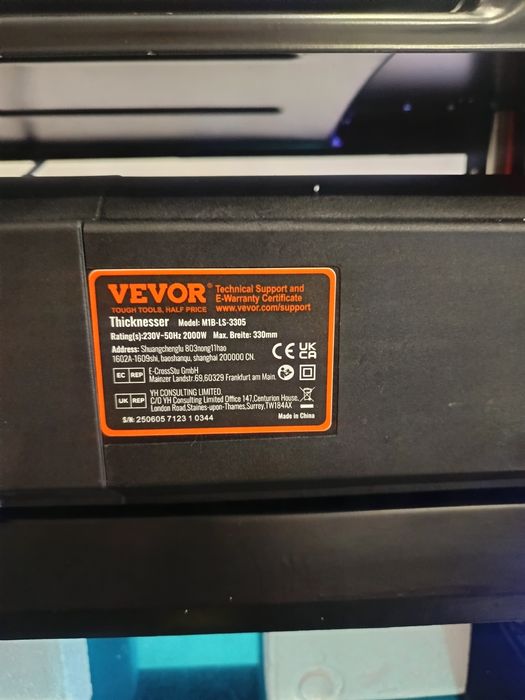 VEVOR®
TOUGH TOOLS, HALF PRICE
Technical Support and
E-Warranty Certificate
www.vevor.com/support
Thicknesser Model: M1B-LS-3305
Rating(s):230V~50Hz 2000W Max. Breite: 330mm
Address: Shuangchenglu 803nong11hao
1602A-1609shi, baoshanqu, shanghai 200000 CN.
CE UK CA
EC REP E-CrossStu GmbH
Mainzer Landstr.69,60329 Frankfurt am Main.
UK REP YH CONSULTING LIMITED.
C/O YH Consulting Limited Office 147,Centurion House,
London Road,Staines-upon-Thames,Surrey,TW184AX
S/N: 250605 7123 1 0344
Made in China